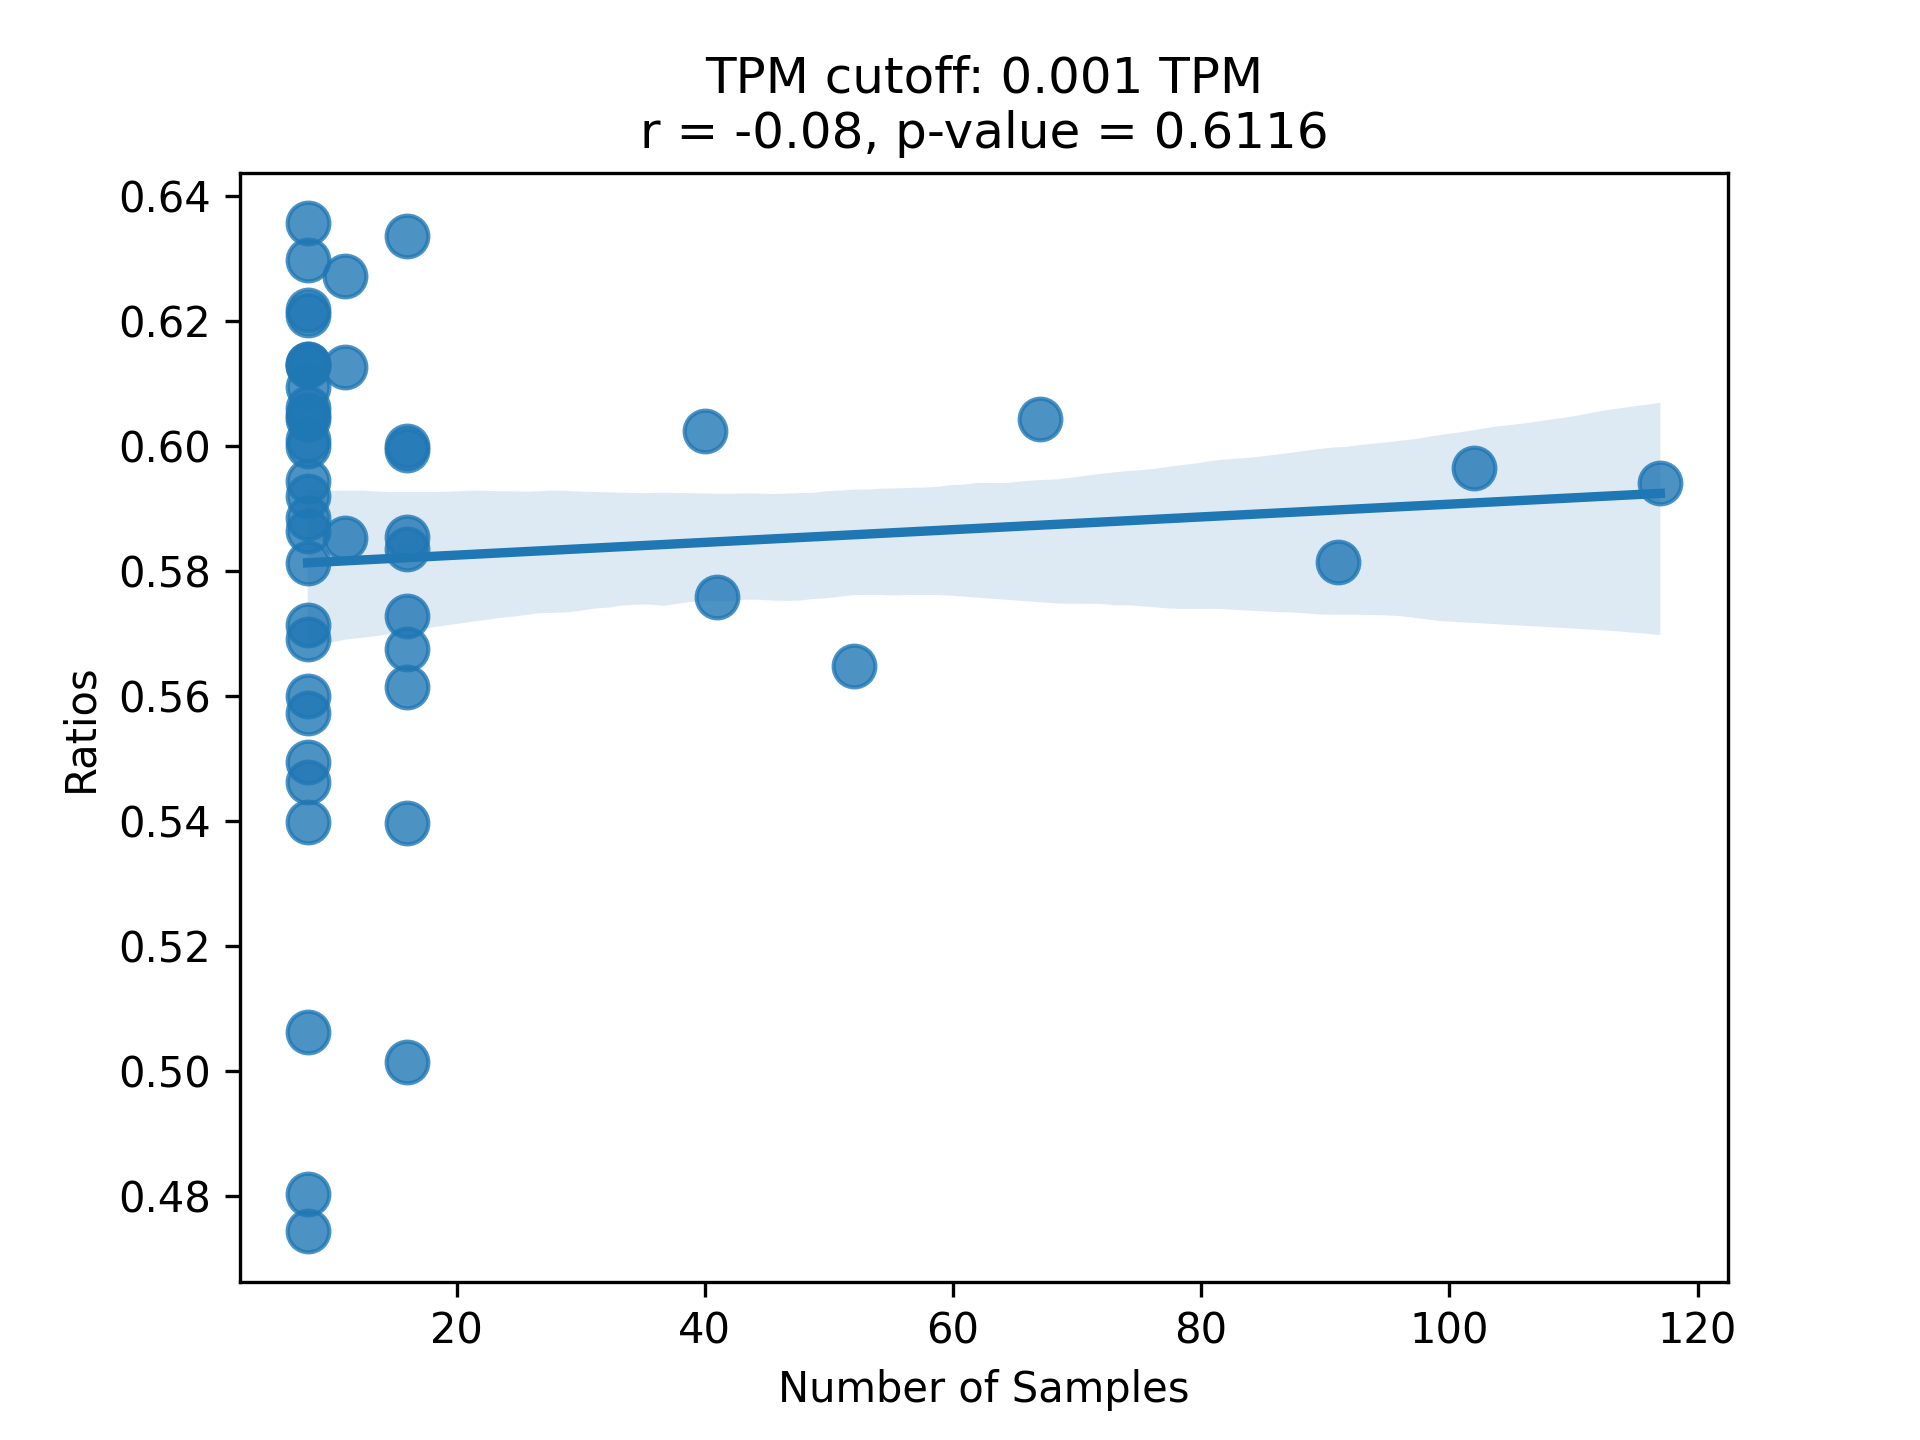 TPM cutoff: 0.001 TPM
r = -0.08, p-value = 0.6116
0.64
0.62
0.60
0.58
0.56
0.54
0.52
0.50
0.48
Ratios
20 40 60 80 100 120
Number of Samples